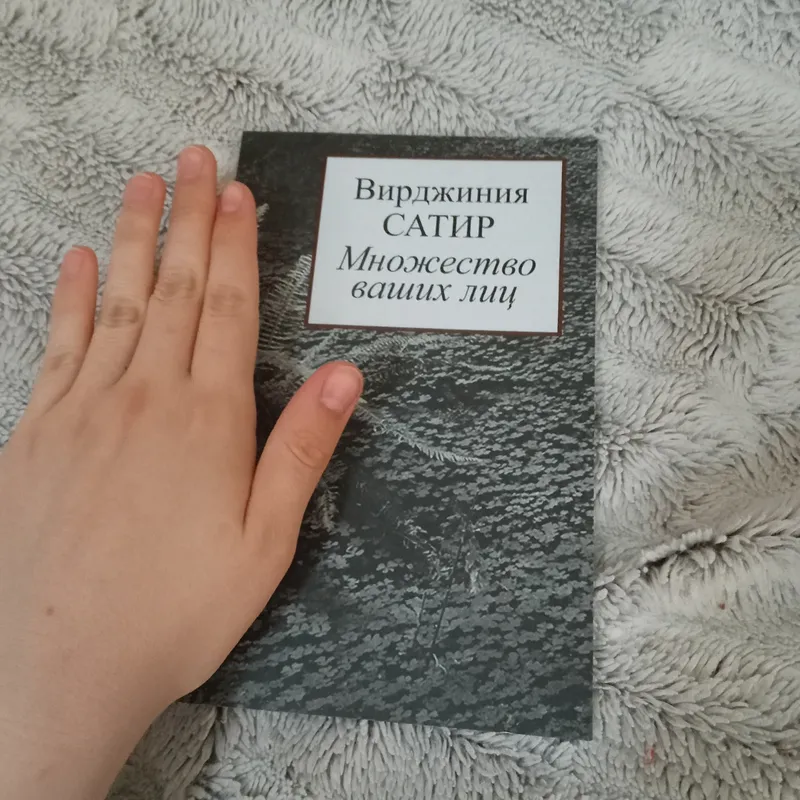 Вирджиния
САТИР
Множество
ваших лиц